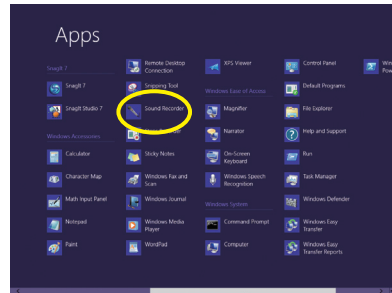 Apps
SnagIt 7
SnagIt 7
SnagIt Studio 7
Windows Accessories
Calculator
Character Map
Math Input Panel
Notepad
Paint
Remote Desktop
Connection
Snipping Tool
Sound Recorder
Sticky Notes
Windows Fax and
Scan
Windows Journal
Windows Media
Player
WordPad
XPS Viewer
Windows Ease of Access
Magnifier
Narrator
On-Screen
Keyboard
Windows Speech
Recognition
Windows System
Command Prompt
Computer
Control Panel
Default Programs
File Explorer
Help and Support
Run
Task Manager
Windows Defender
Windows Easy
Transfer
Windows Easy
Transfer Reports